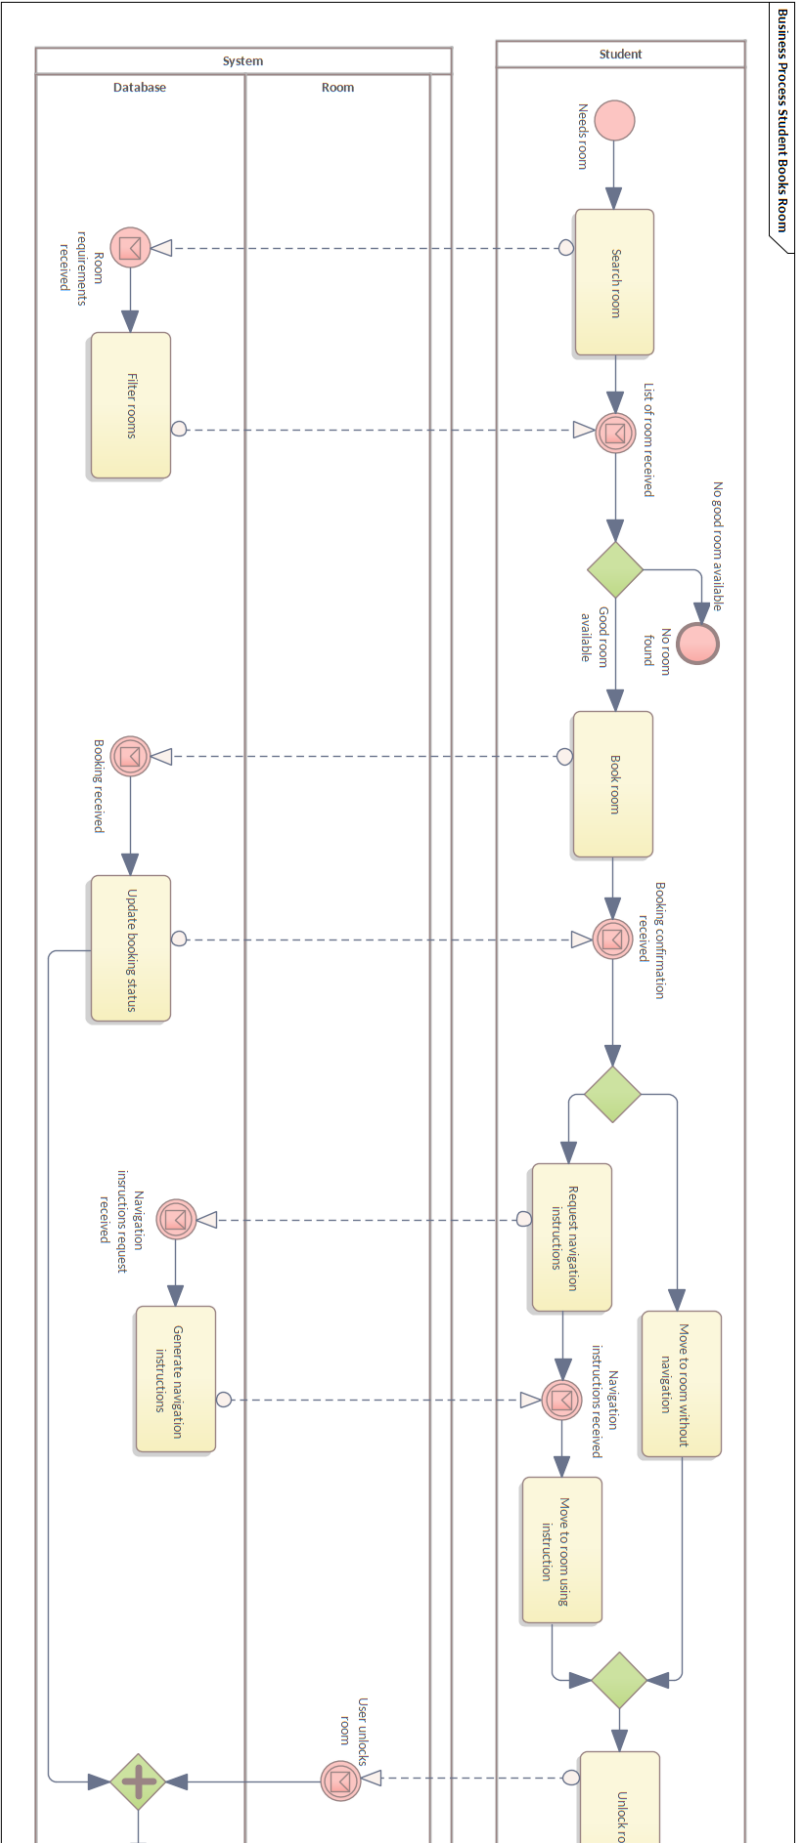 Business Process Student Books Room
Student
System
Database
Room
Needs room
Search room
Room
requirements
received
Filter rooms
List of room received
No good room available
No room
found
Good room
available
Book room
Booking received
Update booking status
Booking confirmation
received
Request navigation
instructions
Navigation
insructions request
received
Generate navigation
instructions
Navigation
instructions received
Move to room without
navigation
Move to room using
instruction
User unlocks
room
Unlock ro